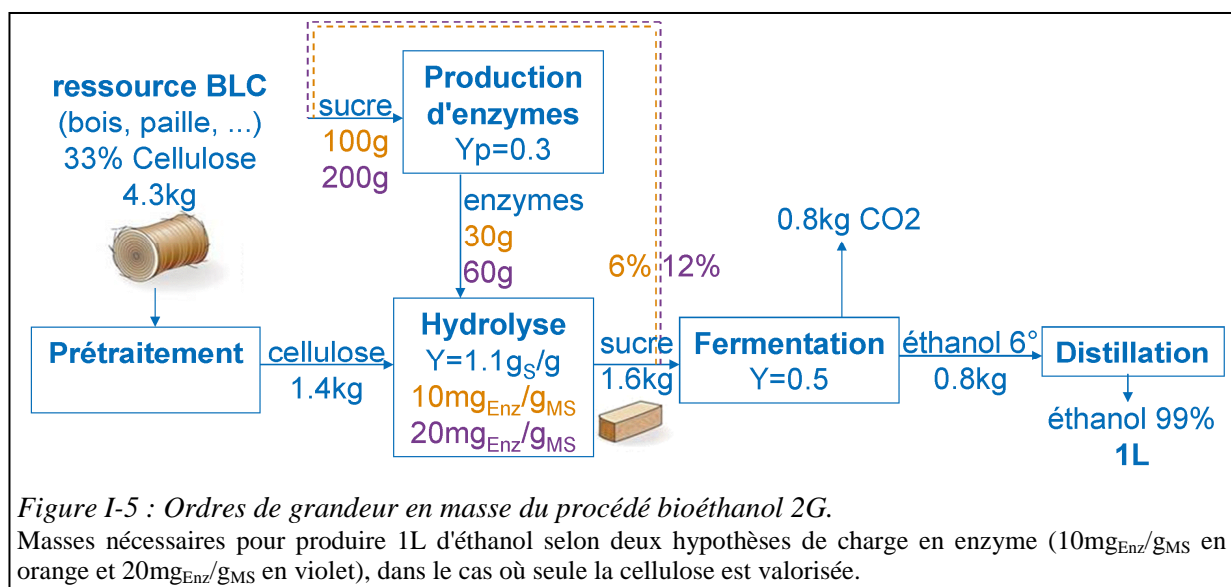 ressource BLC
(bois, paille, ...)
33% Cellulose
4.3kg
sucre
100g
200g
Production
d'enzymes
Yp=0.3
enzymes
30g
60g
6%
12%
0.8kg CO2
Prétraitement
cellulose
1.4kg
Hydrolyse
Y=1.1gS/g
10mgEnz/gMS
20mgEnz/gMS
sucre
1.6kg
Fermentation
Y=0.5
éthanol 6°
0.8kg
Distillation
éthanol 99%
1L
Figure I-5 : Ordres de grandeur en masse du procédé bioéthanol 2G.
Masses nécessaires pour produire 1L d'éthanol selon deux hypothèses de charge en enzyme (10mgEnz/gMS en
orange et 20mgEnz/gMS en violet), dans le cas où seule la cellulose est valorisée.